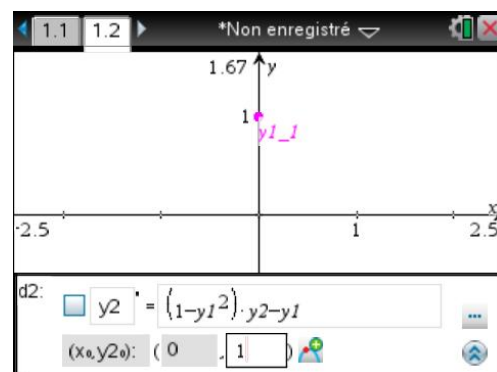 1.1 1.2 *Non enregistré
1.67 y
1
y1_1
x
-2.5 1 2.5
d2: y2 ' = (1-y1²)·y2-y1 ...
(x₀,y2₀): ( 0 , 1 )